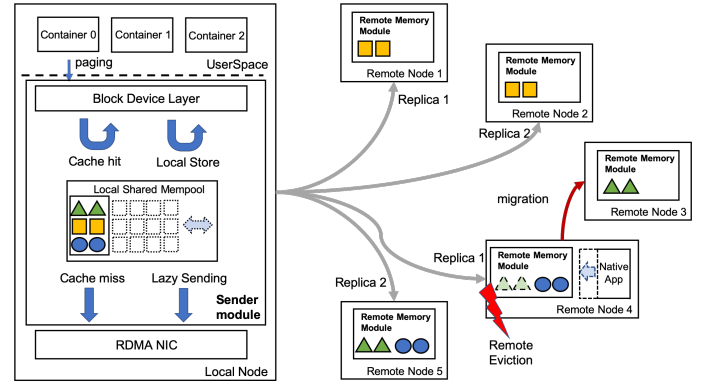 Container 0
Container 1
Container 2
paging
UserSpace
Block Device Layer
Cache hit
Local Store
Local Shared Mempool
Cache miss
Lazy Sending
Sender
module
RDMA NIC
Local Node
Remote Memory
Module
Remote Node 1
Replica 1
Remote Memory
Module
Remote Node 2
Replica 2
Remote Memory
Module
Remote Node 3
migration
Replica 1
Remote Memory
Module
Native
App
Remote Node 4
Remote
Eviction
Replica 2
Remote Memory
Module
Remote Node 5